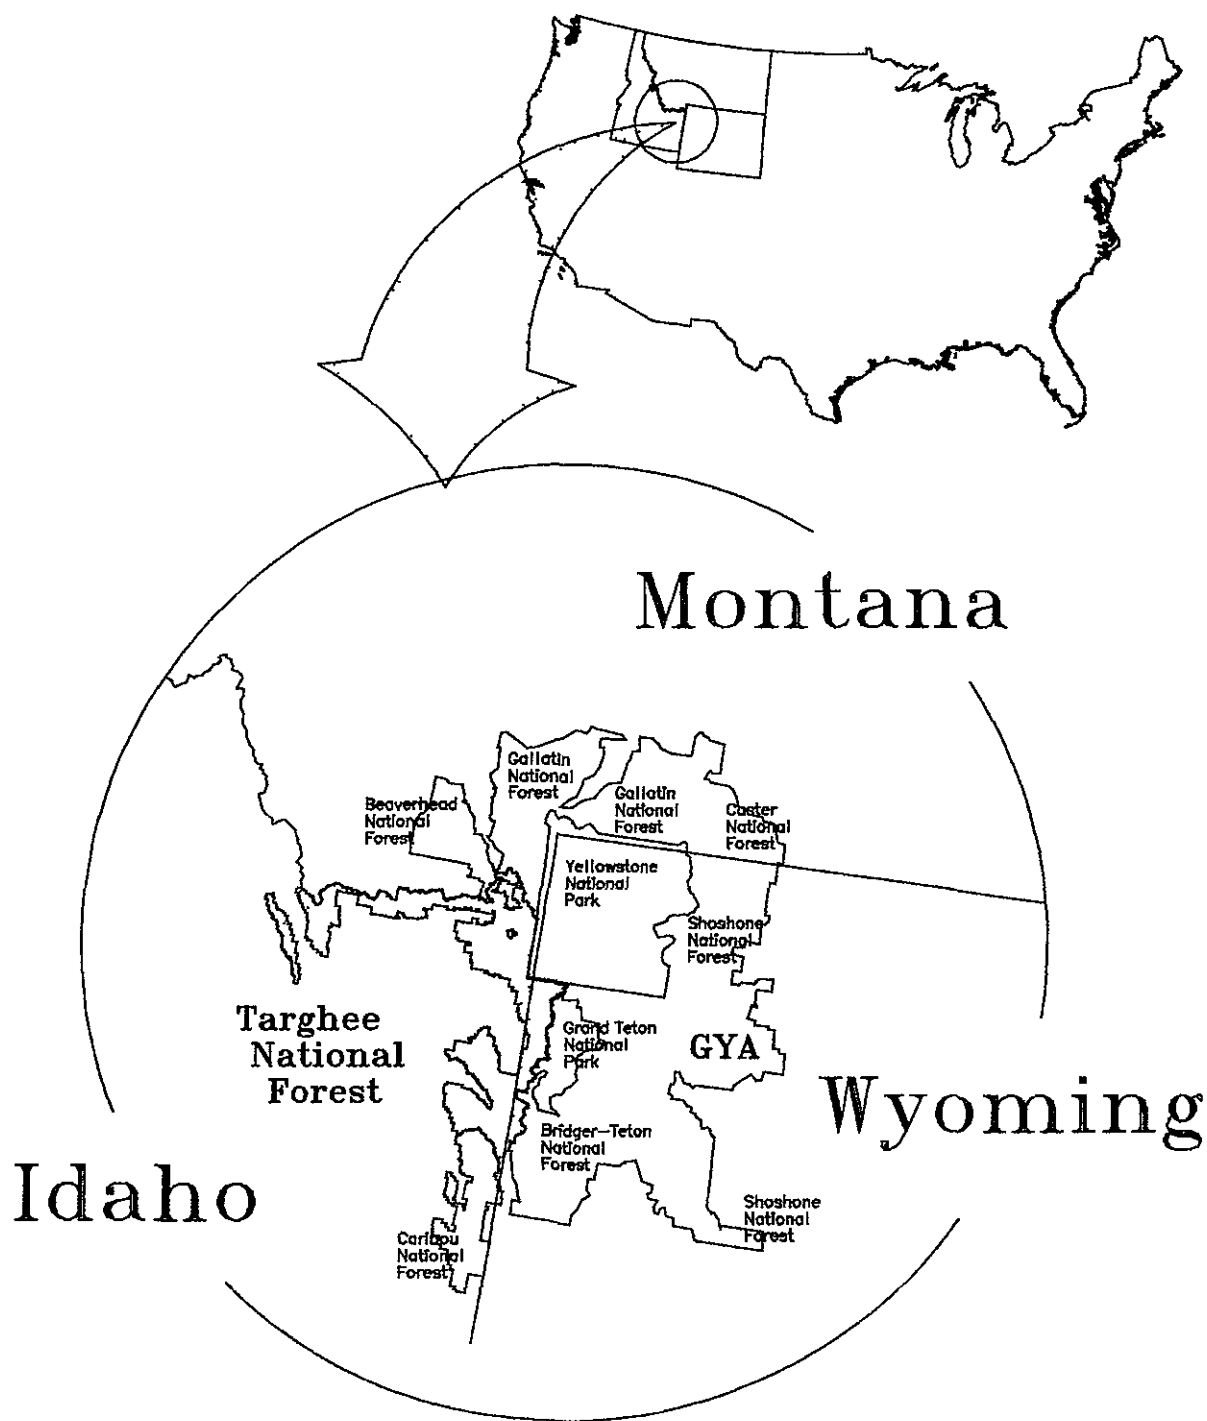 Montana
Gallatin
National
Forest
Gallatin
National
Forest
Beaverhead
National
Forest
Caster
National
Forest
Yellowstone
National
Park
Shoshone
National
Forest
Targhee
National
Forest
Grand Teton
National
Park
GYA
Wyoming
Bridger-Teton
National
Forest
Idaho
Shoshone
National
Forest
Caribou
National
Forest